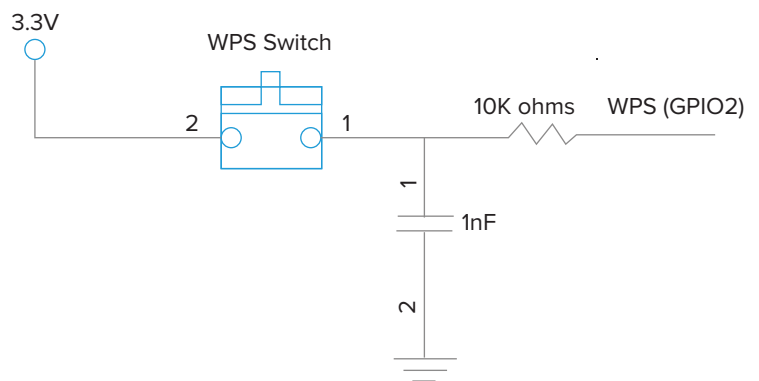 3.3V
WPS Switch
10K ohms
WPS (GPIO2)
2
1
1
1nF
2